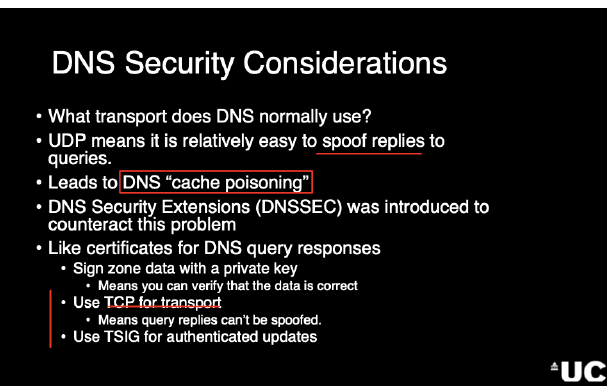 DNS Security Considerations
• What transport does DNS normally use?
• UDP means it is relatively easy to spoof replies to
queries.
• Leads to DNS “cache poisoning”
• DNS Security Extensions (DNSSEC) was introduced to
counteract this problem
• Like certificates for DNS query responses
• Sign zone data with a private key
• Means you can verify that the data is correct
• Use TCP for transport
• Means query replies can’t be spoofed.
• Use TSIG for authenticated updates
UC